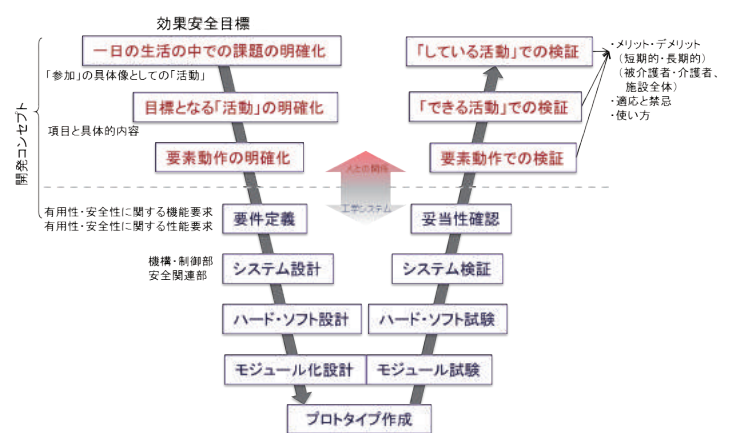 効果安全目標
一日の生活の中での課題の明確化
「参加」の具体像としての「活動」
目標となる「活動」の明確化
項目と具体的内容
要素動作の明確化
開発コンセプト
有用性・安全性に関する機能要求
有用性・安全性に関する性能要求
要件定義
機構・制御部
安全関連部
システム設計
ハード・ソフト設計
モジュール化設計
プロトタイプ作成
モジュール試験
ハード・ソフト試験
システム検証
妥当性確認
人との関係
工学システム
要素動作での検証
「できる活動」での検証
「している活動」での検証
・メリット・デメリット
（短期的・長期的）
（被介護者・介護者、
施設全体）
・適応と禁忌
・使い方